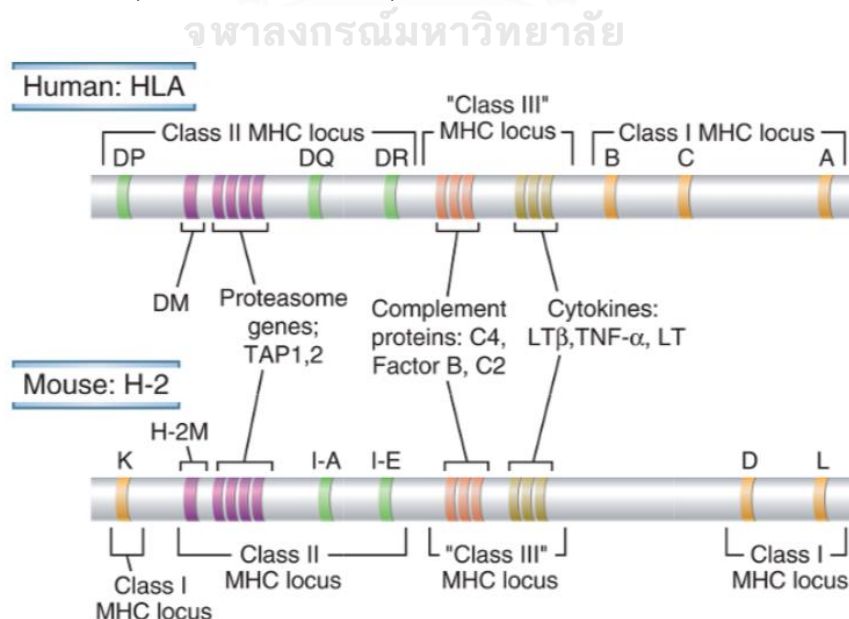 จุฬาลงกรณ์มหาวิทยาลัย
Human: HLA
Class II MHC locus
"Class III"
MHC locus
Class I MHC locus
DP
DQ
DR
B
C
A
DM
Proteasome
genes;
TAP1,2
Complement
proteins: C4,
Factor B, C2
Cytokines:
LTβ,TNF-α, LT
Mouse: H-2
H-2M
K
I-A
I-E
D
L
Class I
MHC locus
Class II
MHC locus
"Class III"
MHC locus
Class I
MHC locus